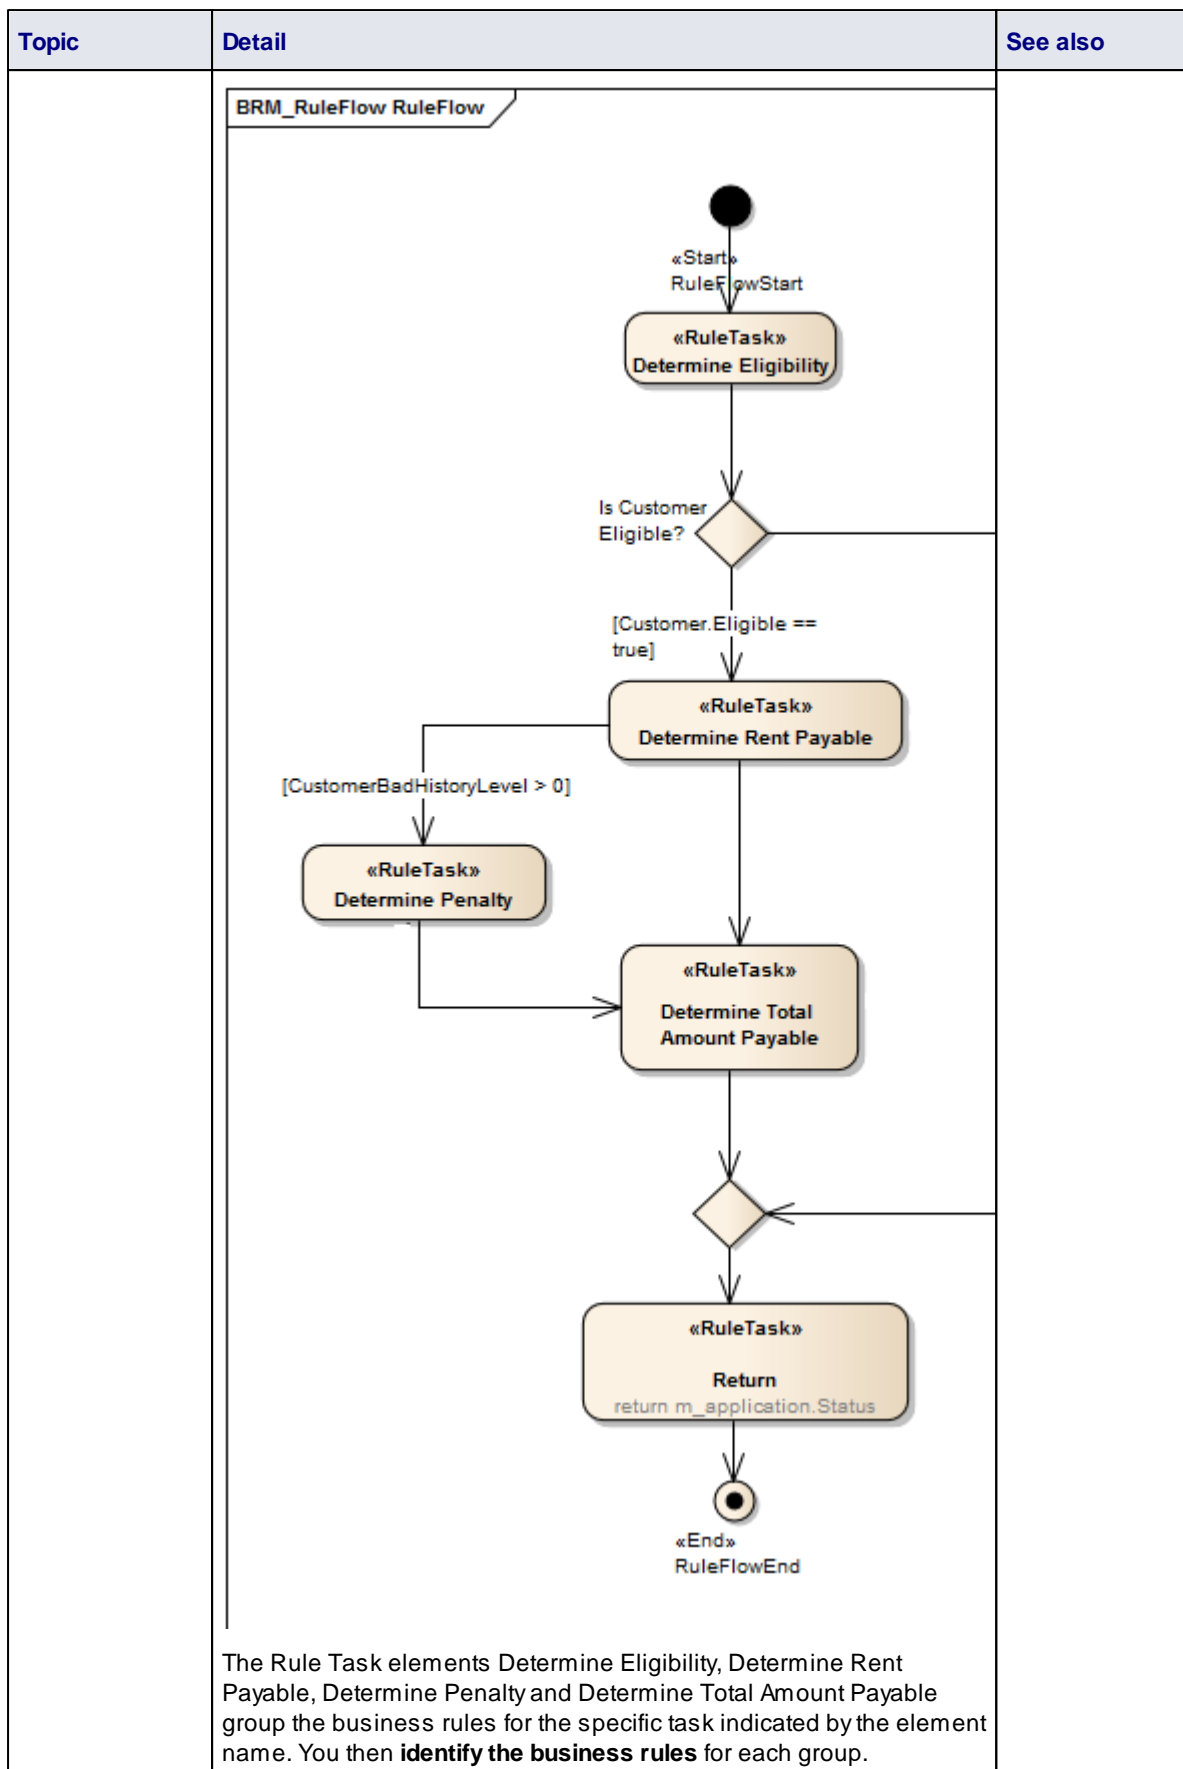 Topic
Detail
See also
BRM_RuleFlow RuleFlow
«Start»
RuleFlowStart
«RuleTask»
Determine Eligibility
Is Customer
Eligible?
[Customer.Eligible ==
true]
«RuleTask»
Determine Rent Payable
[CustomerBadHistoryLevel > 0]
«RuleTask»
Determine Penalty
«RuleTask»
Determine Total
Amount Payable
«RuleTask»
Return
return m_application.Status
«End»
RuleFlowEnd
The Rule Task elements Determine Eligibility, Determine Rent
Payable, Determine Penalty and Determine Total Amount Payable
group the business rules for the specific task indicated by the element
name. You then identify the business rules for each group.